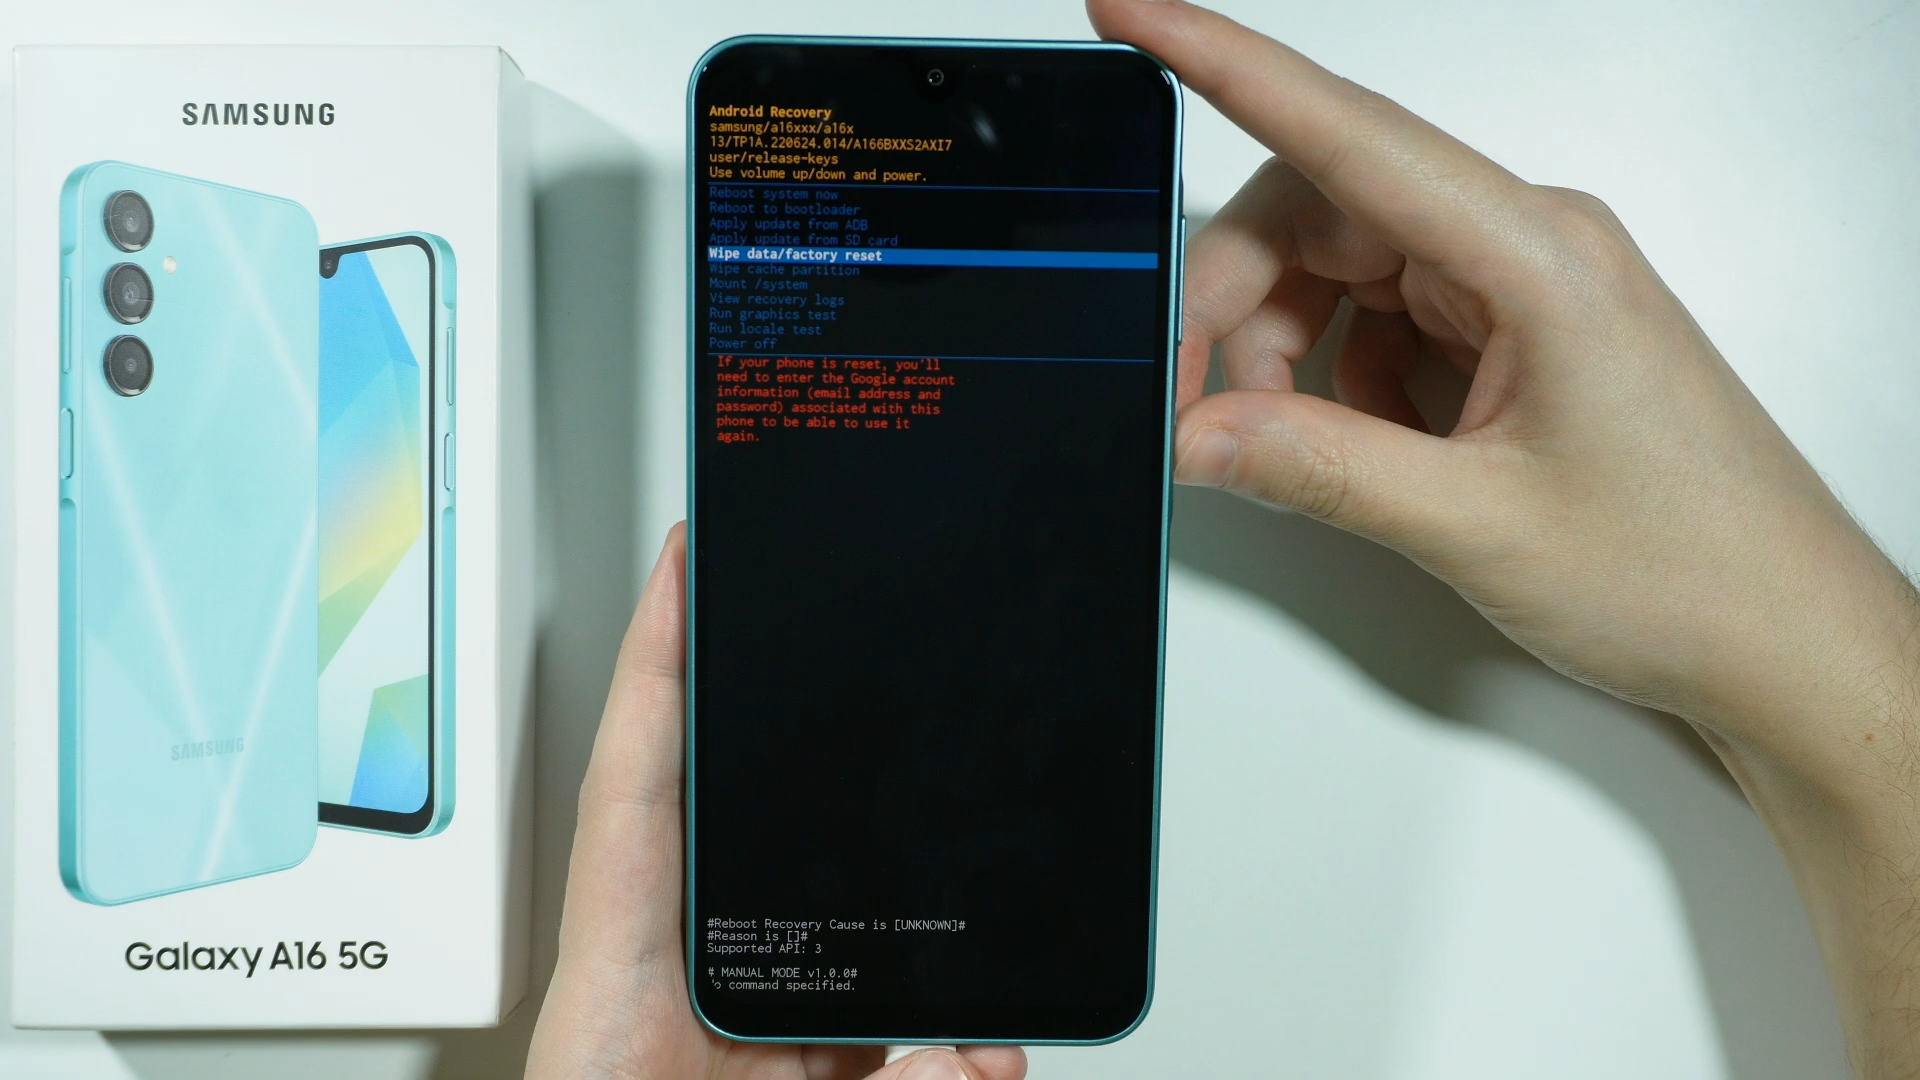 SAMSUNG
SAMSUNG
Galaxy A16 5G
Android Recovery
samsung/a16xxx/a16x
13/TP1A.220624.014/A166BXXS2AXI7
user/release-keys
Use volume up/down and power.
Reboot system now
Reboot to bootloader
Apply update from ADB
Apply update from SD card
Wipe data/factory reset
Wipe cache partition
Mount /system
View recovery logs
Run graphics test
Run locale test
Power off
If your phone is reset, you'll
need to enter the Google account
information (email address and
password) associated with this
phone to be able to use it
again.
#Reboot Recovery Cause is [UNKNOWN]#
#Reason is []#
Supported API: 3
# MANUAL MODE v1.0.0#
command specified.